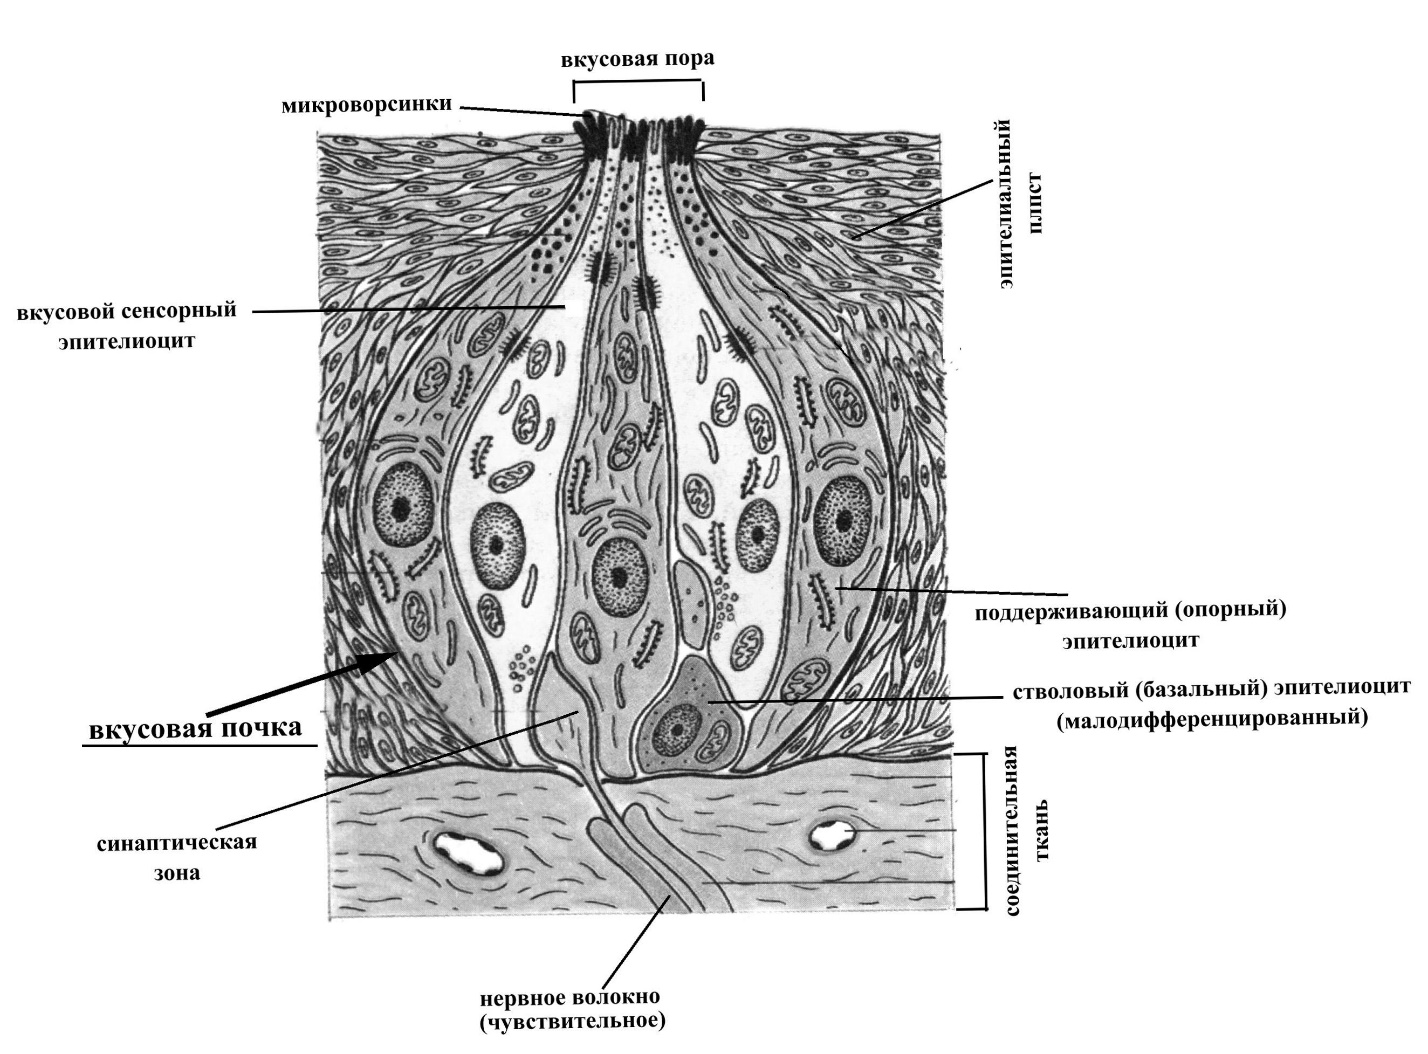 вкусовая пора
микроворсинки
эпителиальный
плпст
вкусовой сенсорный
эпителиоцит
поддерживающий (опорный)
эпителиоцит
стволовый (базальный) эпителиоцит
(малодифференцированный)
вкусовая почка
соединительная
ткань
синаптическая
зона
нервное волокно
(чувствительное)